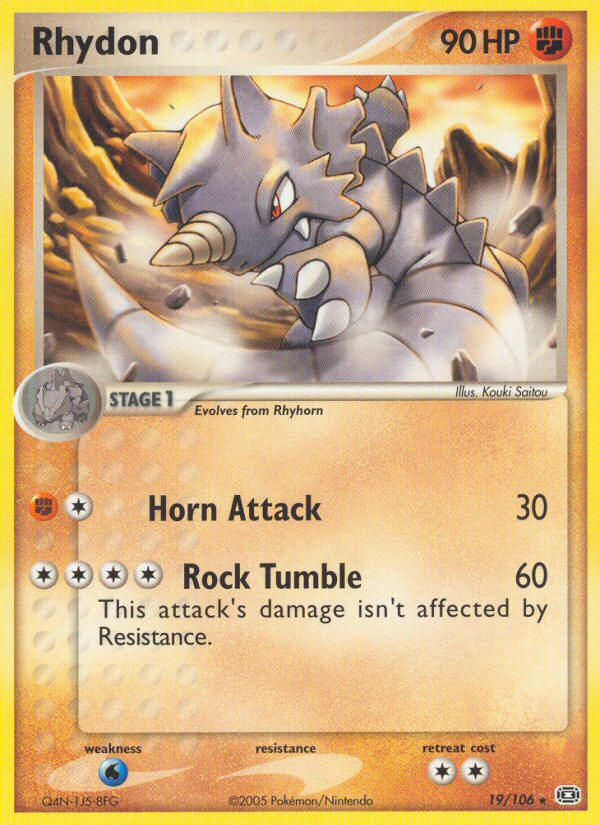 Rhydon
90 HP
Illus. Kouki Saitou
STAGE 1
Evolves from Rhyhorn
Horn Attack 30
Rock Tumble 60
This attack's damage isn't affected by
Resistance.
weakness resistance retreat cost
Q4N-1J5-8FG ©2005 Pokémon/Nintendo 19/106 ★